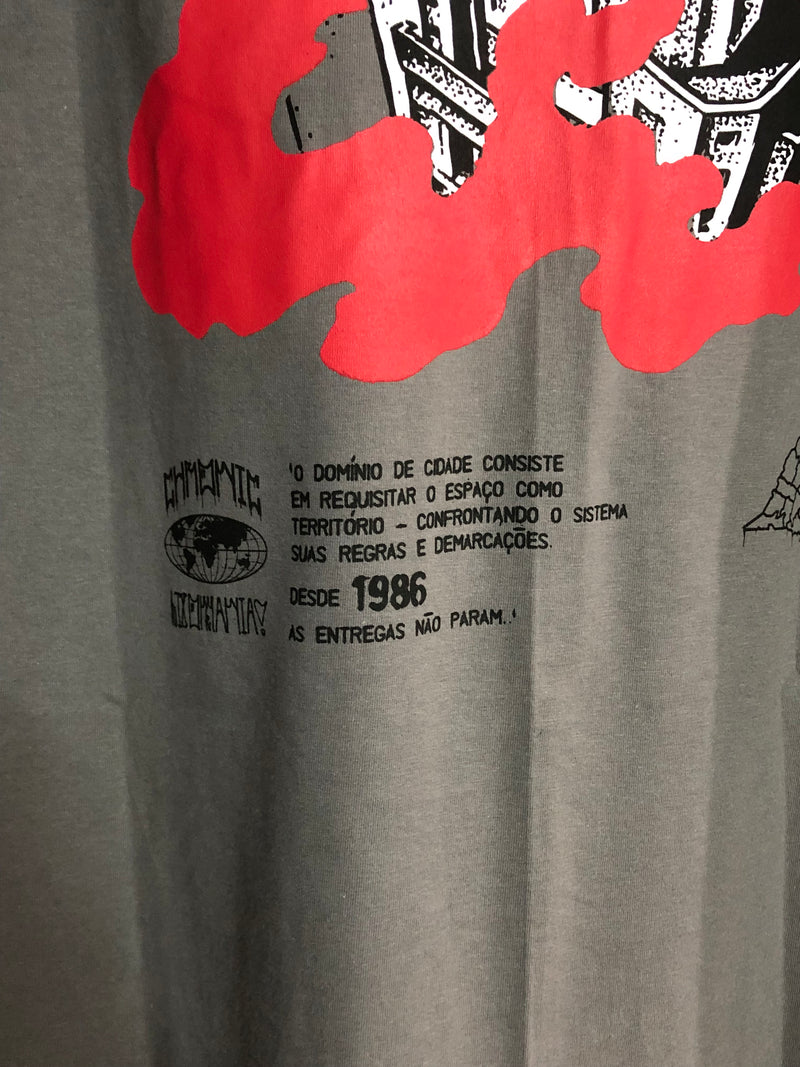 CHRONIC
'O DOMÍNIO DE CIDADE CONSISTE
EM REQUISITAR O ESPAÇO COMO
TERRITÓRIO - CONFRONTANDO O SISTEMA
SUAS REGRAS E DEMARCAÇÕES.
DESDE 1986
AS ENTREGAS NÃO PARAM..'